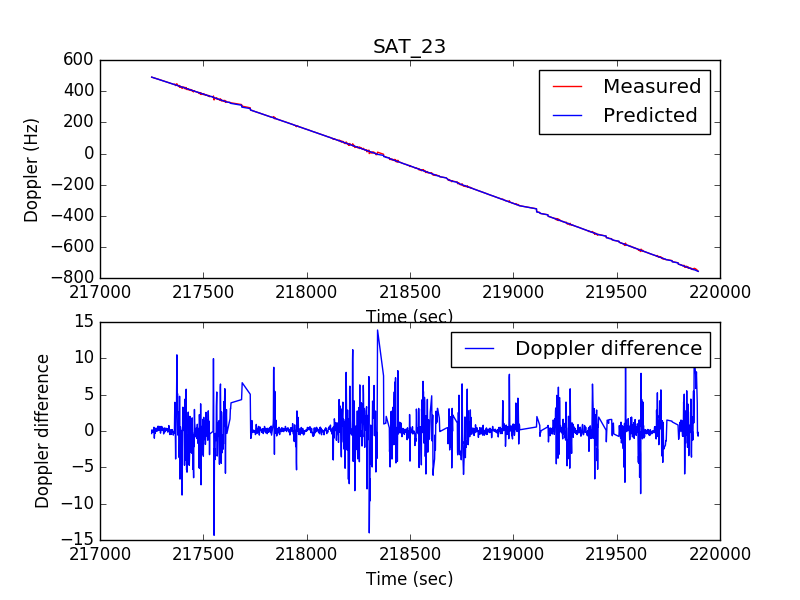 SAT_23
600
400
200
0
−200
−400
−600
−800
Doppler (Hz)
Measured
Predicted
217000 217500 218000 218500 219000 219500 220000
Time (sec)
15
10
5
0
−5
−10
−15
Doppler difference
Doppler difference
217000 217500 218000 218500 219000 219500 220000
Time (sec)